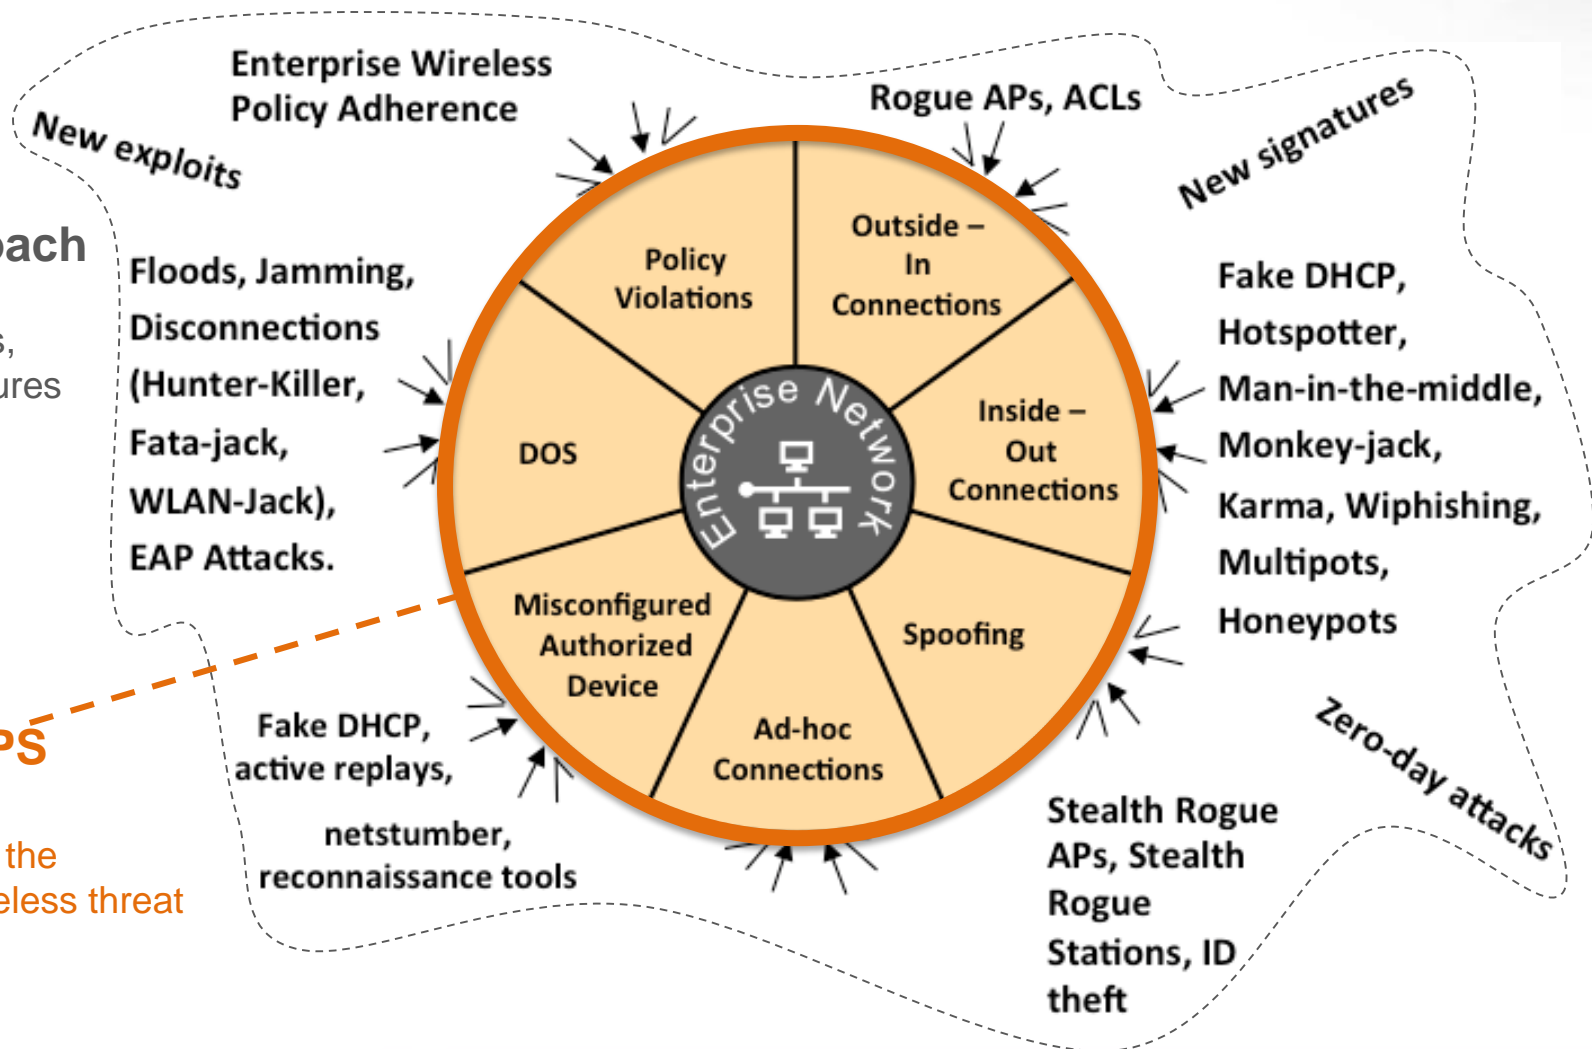 Enterprise Wireless
Policy Adherence
Rogue APs, ACLs
New exploits
New signatures
oach
s,
ures
Floods, Jamming,
Disconnections
(Hunter-Killer,
Fata-jack,
WLAN-Jack),
EAP Attacks.
Policy
Violations
Outside –
In
Connections
Inside –
Out
Connections
DOS
Enterprise Network
Misconfigured
Authorized
Device
Ad-hoc
Connections
Spoofing
Fake DHCP,
Hotspotter,
Man-in-the-middle,
Monkey-jack,
Karma, Wiphishing,
Multipots,
Honeypots
PS
the
eless threat
Fake DHCP,
active replays,
netstumber,
reconnaissance tools
Zero-day attacks
Stealth Rogue
APs, Stealth
Rogue
Stations, ID
theft